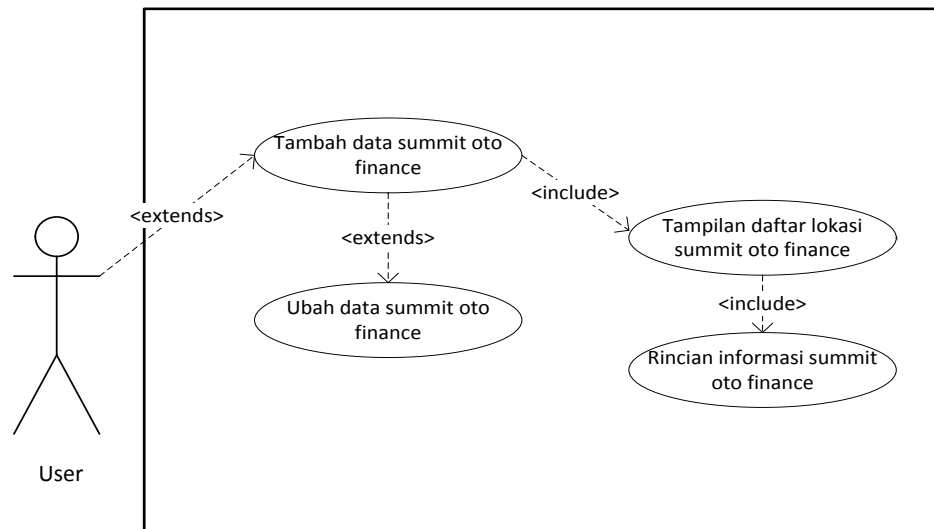 Tambah data summit oto
finance
<extends>
<include>
<extends>
Tampilan daftar lokasi
summit oto finance
Ubah data summit oto
finance
<include>
Rincian informasi summit
oto finance
User